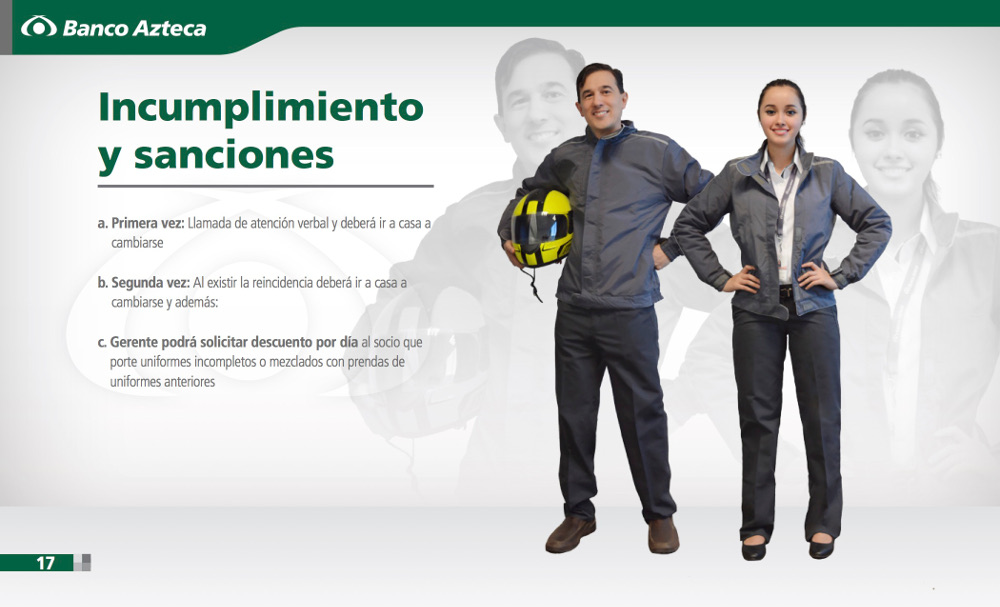 Banco Azteca
Incumplimiento
y sanciones
a. Primera vez: Llamada de atención verbal y deberá ir a casa a
cambiarse
b. Segunda vez: Al existir la reincidencia deberá ir a casa a
cambiarse y además:
c. Gerente podrá solicitar descuento por día al socio que
porte uniformes incompletos o mezclados con prendas de
uniformes anteriores
17